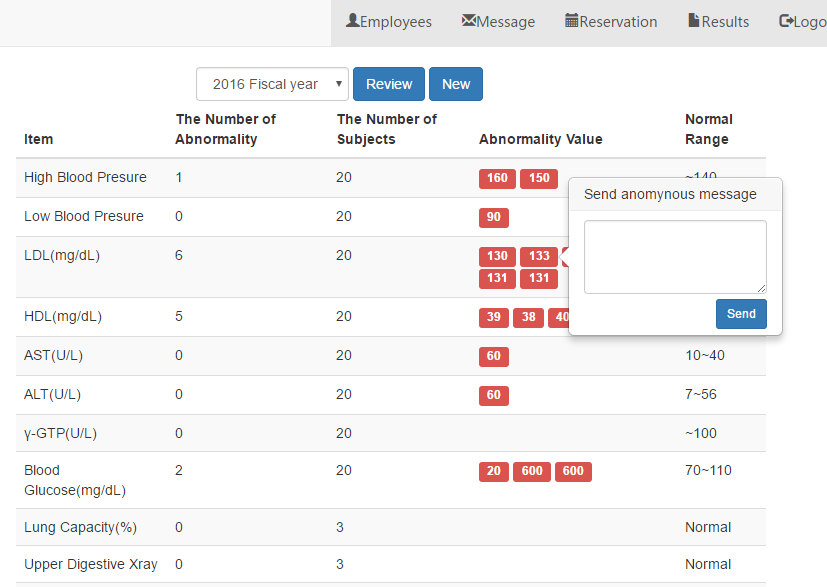 Employees Message Reservation Results Logo
2016 Fiscal year Review New
Item The Number of Abnormality The Number of Subjects Abnormality Value Normal Range
High Blood Presure 1 20 160 150 ~140
Send anomynous message
Low Blood Presure 0 20 90
LDL(mg/dL) 6 20 130 133
131 131
Send
HDL(mg/dL) 5 20 39 38 40
AST(U/L) 0 20 60 10~40
ALT(U/L) 0 20 60 7~56
γ-GTP(U/L) 0 20 ~100
Blood Glucose(mg/dL) 2 20 20 600 600 70~110
Lung Capacity(%) 0 3 Normal
Upper Digestive Xray 0 3 Normal